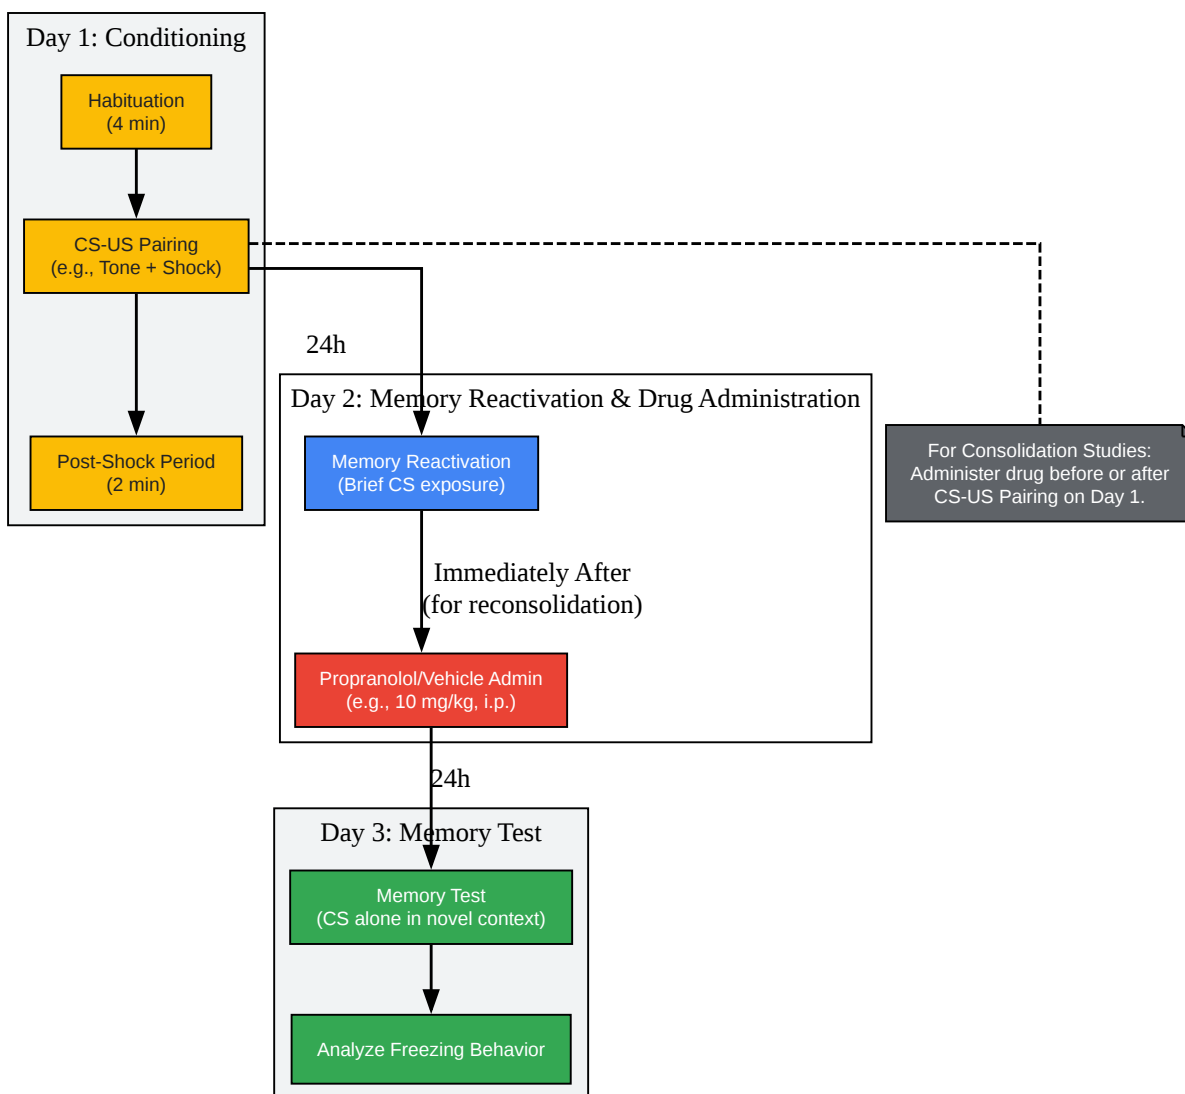 Day 1: Conditioning
Habituation
(4 min)
CS-US Pairing
(e.g., Tone + Shock)
Post-Shock Period
(2 min)
24h
Day 2: Memory Reactivation & Drug Administration
Memory Reactivation
(Brief CS exposure)
Immediately After
(for reconsolidation)
Propranolol/Vehicle Admin
(e.g., 10 mg/kg, i.p.)
For Consolidation Studies:
Administer drug before or after
CS-US Pairing on Day 1.
24h
Day 3: Memory Test
Memory Test
(CS alone in novel context)
Analyze Freezing Behavior